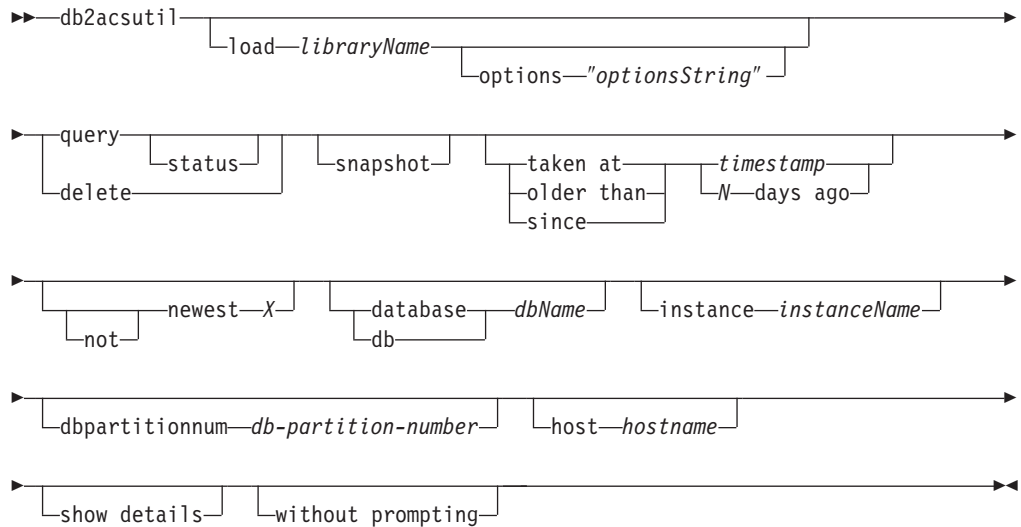 db2acsutil
load libraryName
options "optionsString"
query
status
snapshot
taken at timestamp
delete
older than N days ago
since
newest X
database dbName
instance instanceName
not
db
dbpartitionnum db-partition-number
host hostname
show details
without prompting